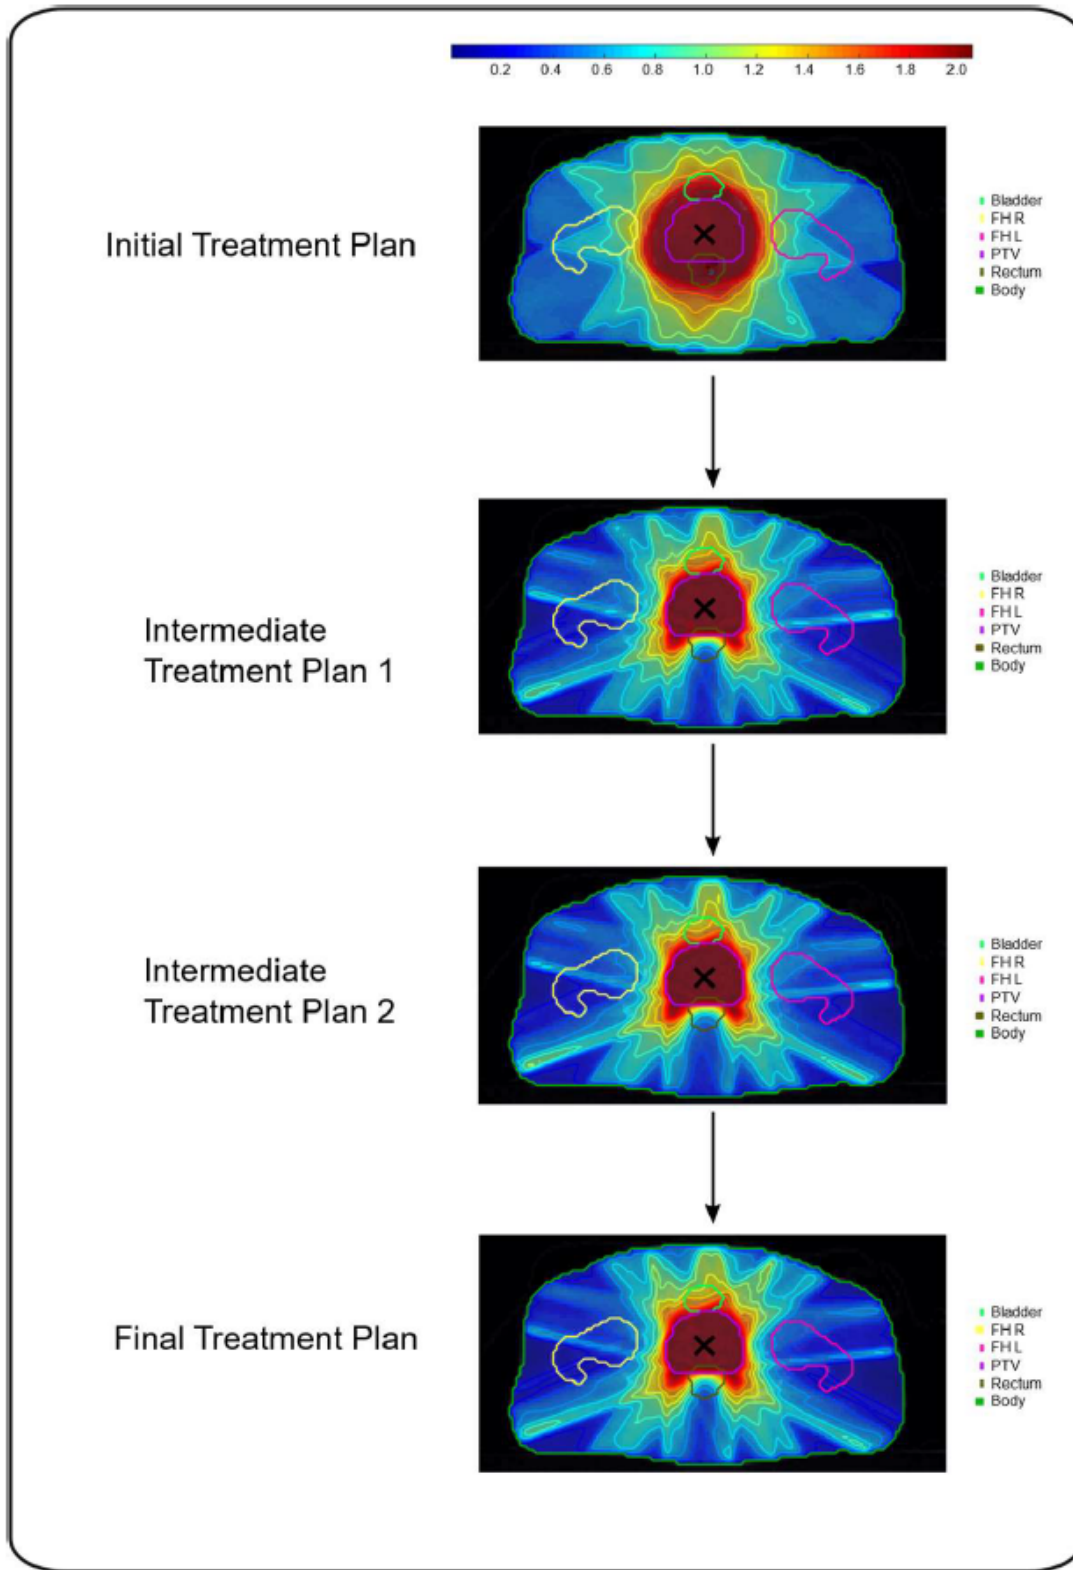 0.2 0.4 0.6 0.8 1.0 1.2 1.4 1.6 1.8 2.0
Initial Treatment Plan
Bladder
FHR
FHL
PTV
Rectum
Body
Intermediate
Treatment Plan 1
Bladder
FHR
FHL
PTV
Rectum
Body
Intermediate
Treatment Plan 2
Bladder
FHR
FHL
PTV
Rectum
Body
Final Treatment Plan
Bladder
FHR
FHL
PTV
Rectum
Body